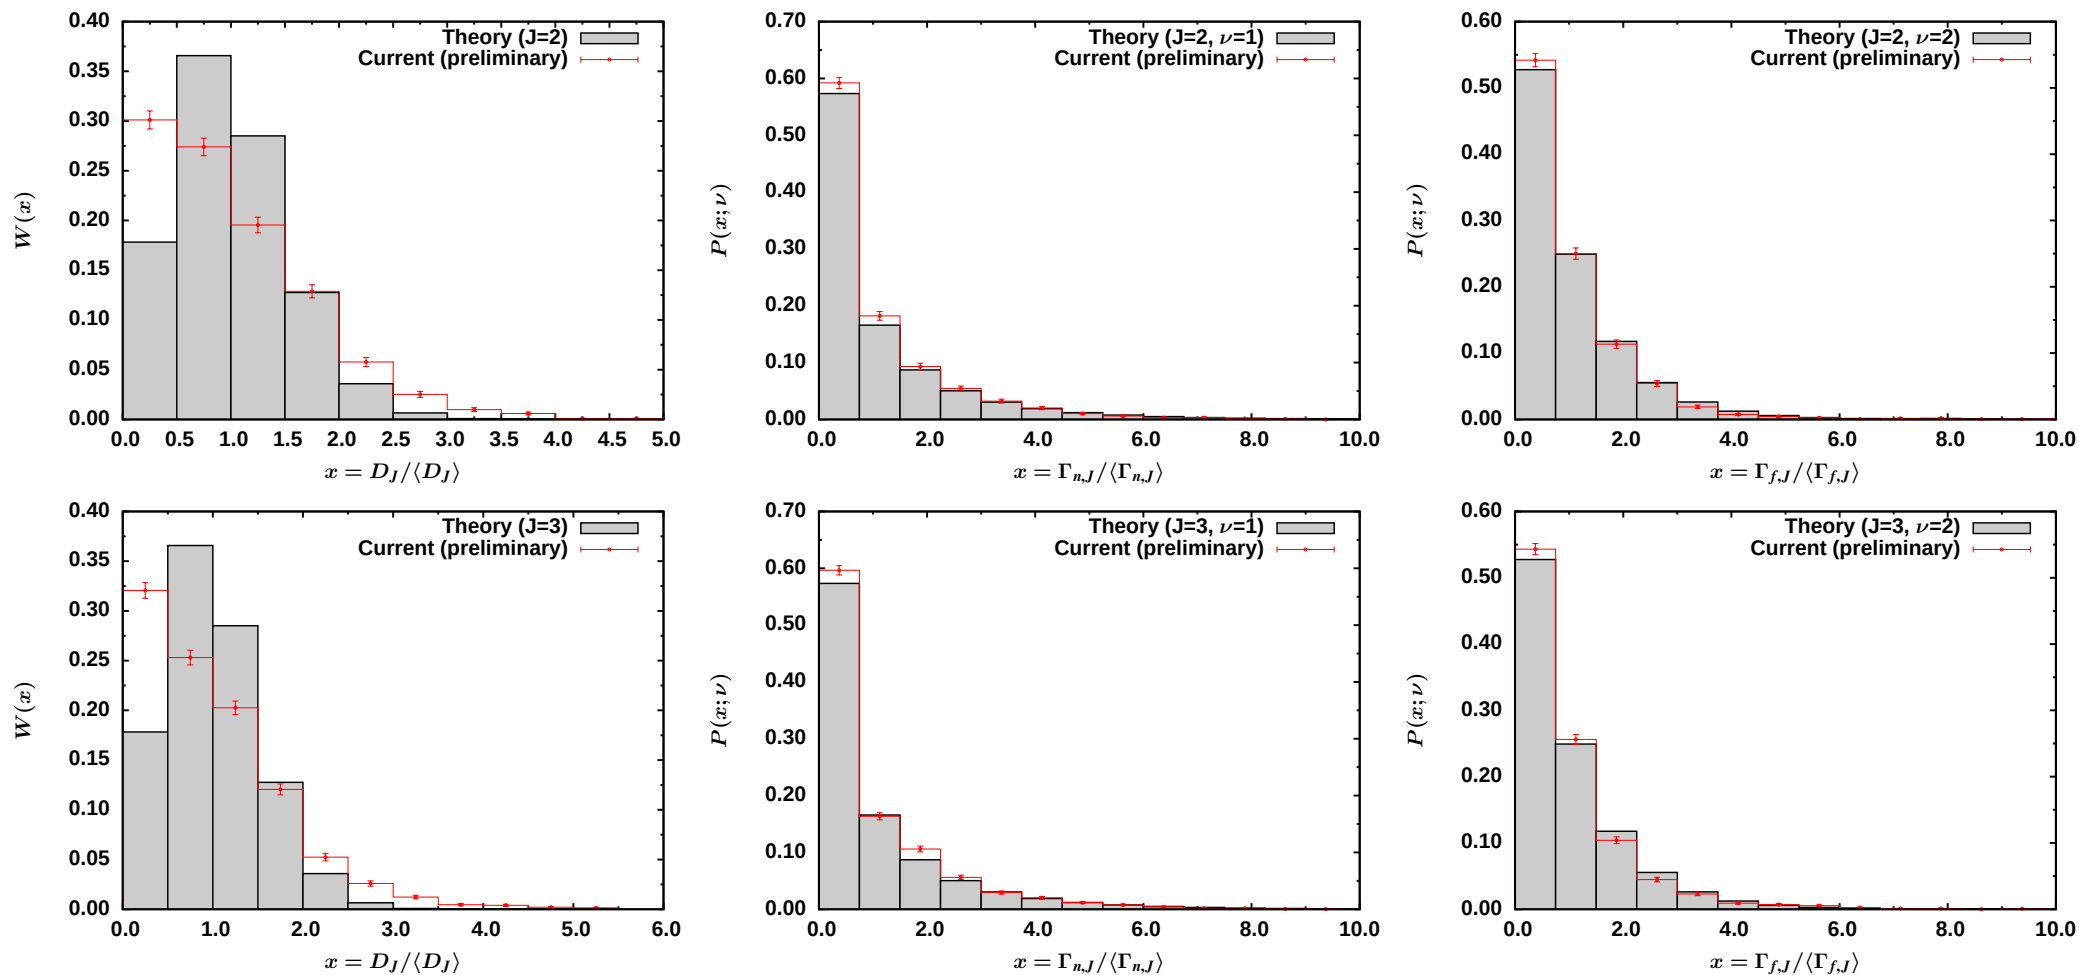 0.40
0.35
0.30
0.25
0.20
0.15
0.10
0.05
0.00
W(x)
Theory (J=2)
Current (preliminary)
0.0 0.5 1.0 1.5 2.0 2.5 3.0 3.5 4.0 4.5 5.0
x = D_J/⟨D_J⟩
0.70
0.60
0.50
0.40
0.30
0.20
0.10
0.00
P(x; ν)
Theory (J=2, ν=1)
Current (preliminary)
0.0 2.0 4.0 6.0 8.0 10.0
x = Γ_{n,J}/⟨Γ_{n,J}⟩
0.60
0.50
0.40
0.30
0.20
0.10
0.00
P(x; ν)
Theory (J=2, ν=2)
Current (preliminary)
0.0 2.0 4.0 6.0 8.0 10.0
x = Γ_{f,J}/⟨Γ_{f,J}⟩
0.40
0.35
0.30
0.25
0.20
0.15
0.10
0.05
0.00
W(x)
Theory (J=3)
Current (preliminary)
0.0 1.0 2.0 3.0 4.0 5.0 6.0
x = D_J/⟨D_J⟩
0.70
0.60
0.50
0.40
0.30
0.20
0.10
0.00
P(x; ν)
Theory (J=3, ν=1)
Current (preliminary)
0.0 2.0 4.0 6.0 8.0 10.0
x = Γ_{n,J}/⟨Γ_{n,J}⟩
0.60
0.50
0.40
0.30
0.20
0.10
0.00
P(x; ν)
Theory (J=3, ν=2)
Current (preliminary)
0.0 2.0 4.0 6.0 8.0 10.0
x = Γ_{f,J}/⟨Γ_{f,J}⟩